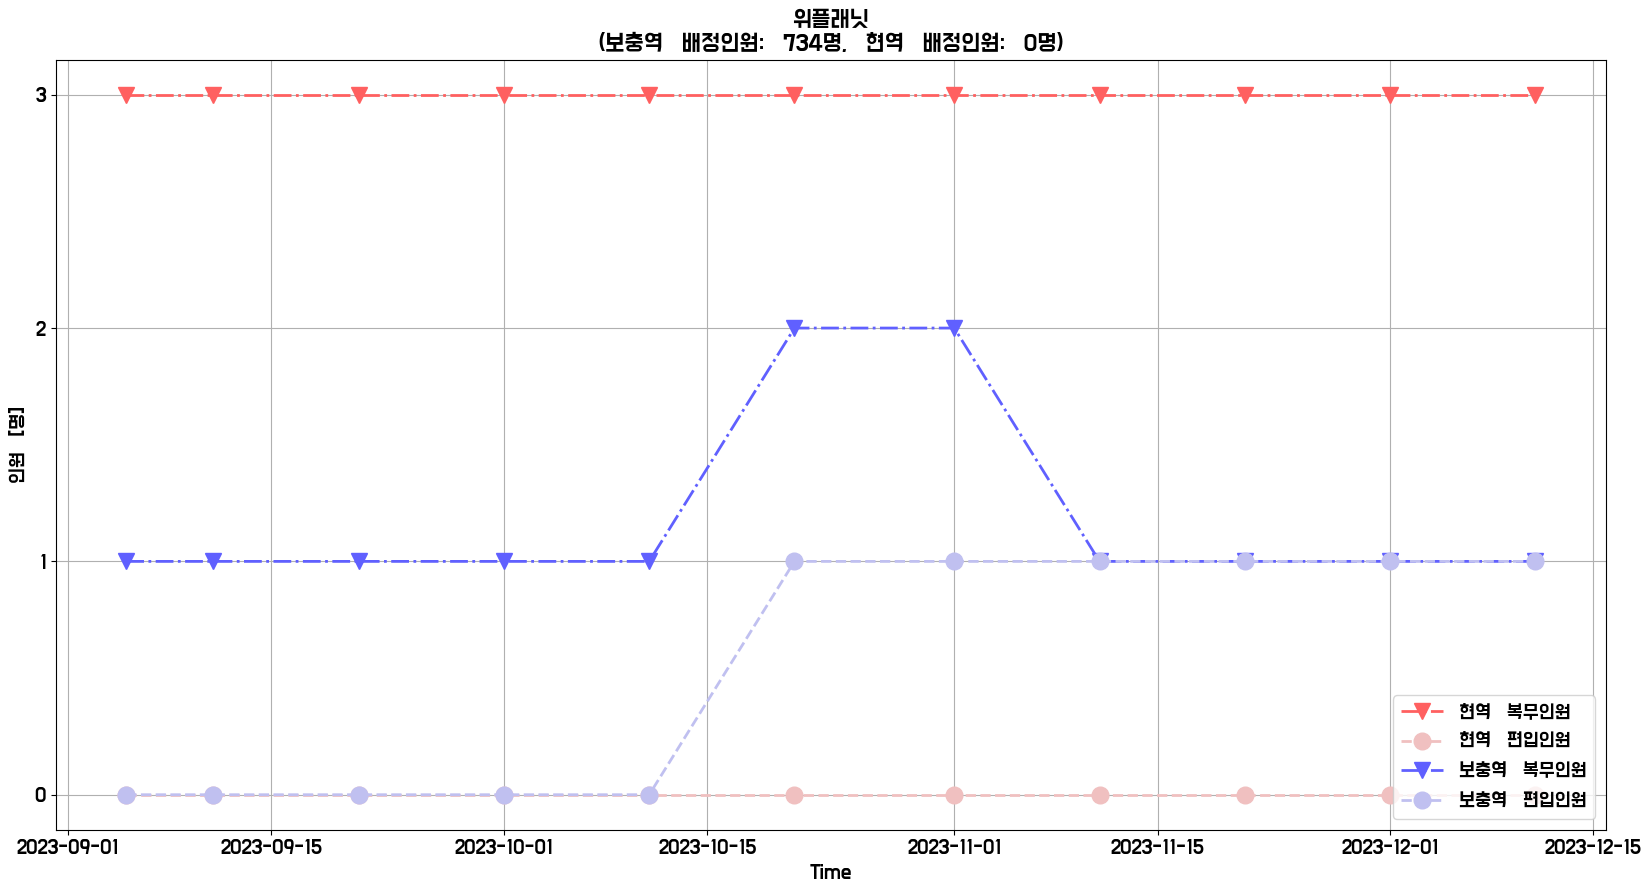 위플래닛
(보충역 배정인원: 734명, 현역 배정인원: 0명)
3
2
1
0
인원 [명]
2023-09-01 2023-09-15 2023-10-01 2023-10-15 2023-11-01 2023-11-15 2023-12-01 2023-12-15
Time
현역 복무인원
현역 편입인원
보충역 복무인원
보충역 편입인원